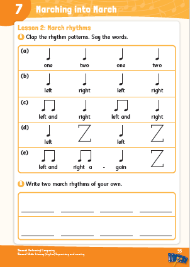 7 Marching into March
Lesson 2: March rhythms
1 Clap the rhythm patterns. Say the words.
(a)
one two one two
(b)
left right left right
(c)
left and right left and right
(d)
left left
(e)
left and right a - gain
2 Write two march rhythms of your own.